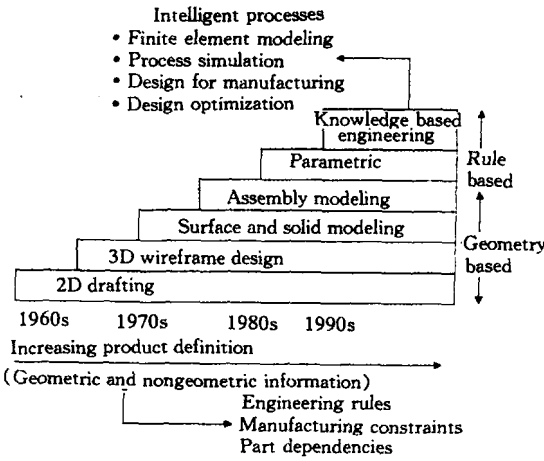 Intelligent processes
• Finite element modeling
• Process simulation
• Design for manufacturing
• Design optimization
Knowledge based
engineering
Parametric
Rule
based
Assembly modeling
Surface and solid modeling
Geometry
based
3D wireframe design
2D drafting
1960s 1970s 1980s 1990s
Increasing product definition
(Geometric and nongeometric information)
Engineering rules
Manufacturing constraints
Part dependencies